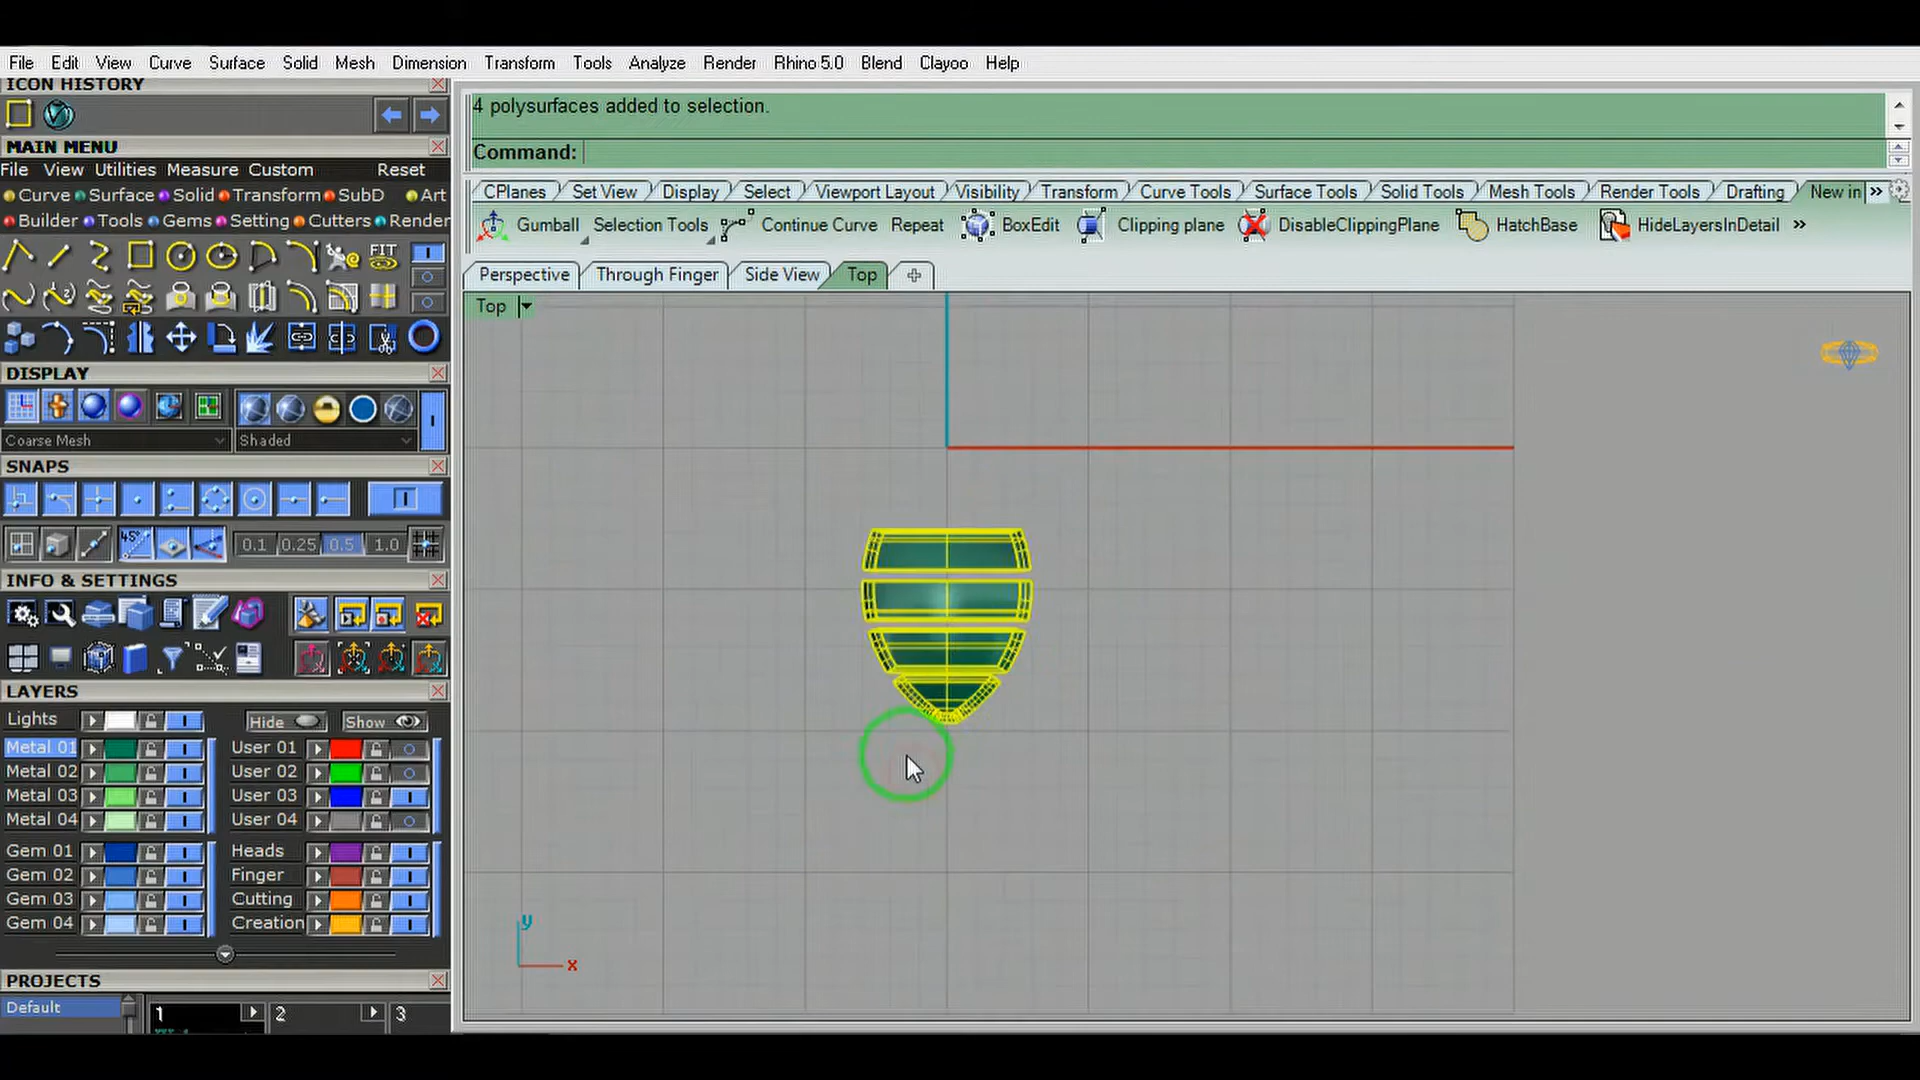 File Edit View Curve Surface Solid Mesh Dimension Transform Tools Analyze Render Rhino 5.0 Blend Clayoo Help
ICON HISTORY
4 polysurfaces added to selection.
MAIN MENU
Command:
File View Utilities Measure Custom Reset
Curve Surface Solid Transform SubD Art
Builder Tools Gems Setting Cutters Render
CPlanes Set View Display Select Viewport Layout Visibility Transform Curve Tools Surface Tools Solid Tools Mesh Tools Render Tools Drafting New in »
Gumball Selection Tools Continue Curve Repeat BoxEdit Clipping plane DisableClippingPlane HatchBase HideLayersInDetail »
FIT
Perspective Through Finger Side View Top
Top
DISPLAY
Coarse Mesh Shaded
SNAPS
45° 0.1 0.25 0.5 1.0
INFO & SETTINGS
LAYERS
Lights Hide Show
Metal 01 User 01
Metal 02 User 02
Metal 03 User 03
Metal 04 User 04
Gem 01 Heads
Gem 02 Finger
Gem 03 Cutting
Gem 04 Creation
y
x
PROJECTS
Default 1 2 3